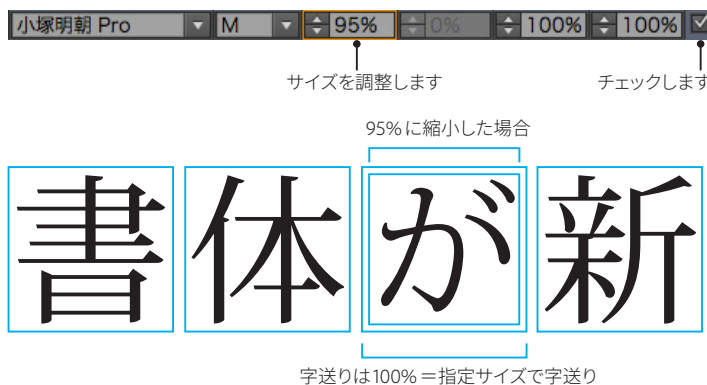 小塚明朝 Pro M 95% 0% 100% 100%
サイズを調整します チェックします
95%に縮小した場合
書体が新
字送りは100%＝指定サイズで字送り